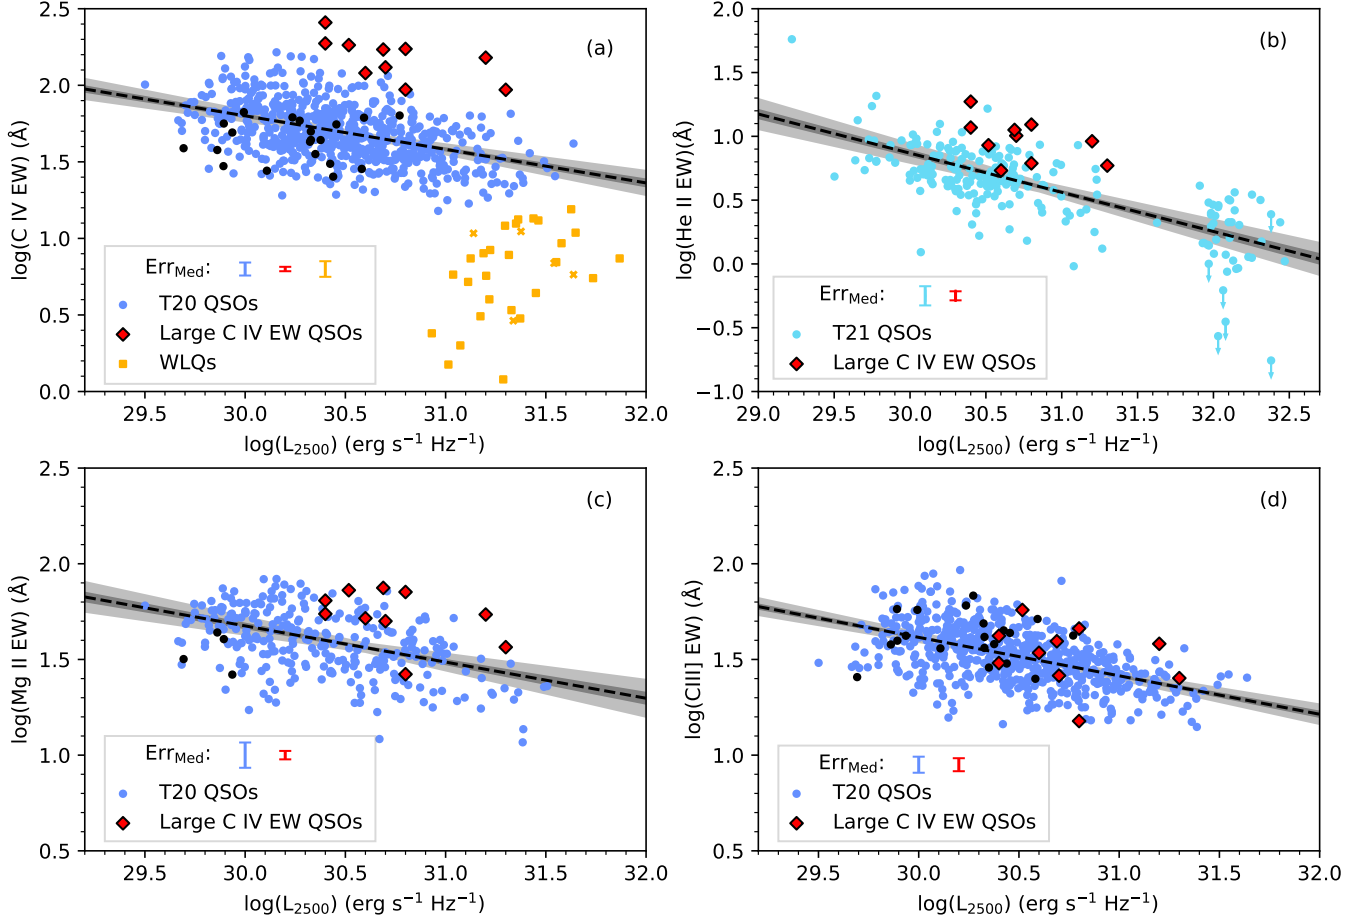 (a)
log(C IV EW) (Å)
2.5
2.0
1.5
1.0
0.5
0.0
Err_Med:
T20 QSOs
Large C IV EW QSOs
WLQs
29.5 30.0 30.5 31.0 31.5 32.0
log(L₂₅₀₀) (erg s⁻¹ Hz⁻¹)
(b)
log(He II EW)(Å)
2.0
1.5
1.0
0.5
0.0
−0.5
−1.0
Err_Med:
T21 QSOs
Large C IV EW QSOs
29.0 29.5 30.0 30.5 31.0 31.5 32.0 32.5
log(L₂₅₀₀) (erg s⁻¹ Hz⁻¹)
(c)
log(Mg II EW) (Å)
2.5
2.0
1.5
1.0
0.5
Err_Med:
T20 QSOs
Large C IV EW QSOs
29.5 30.0 30.5 31.0 31.5 32.0
log(L₂₅₀₀) (erg s⁻¹ Hz⁻¹)
(d)
log(CIII] EW) (Å)
2.5
2.0
1.5
1.0
0.5
Err_Med:
T20 QSOs
Large C IV EW QSOs
29.5 30.0 30.5 31.0 31.5 32.0
log(L₂₅₀₀) (erg s⁻¹ Hz⁻¹)